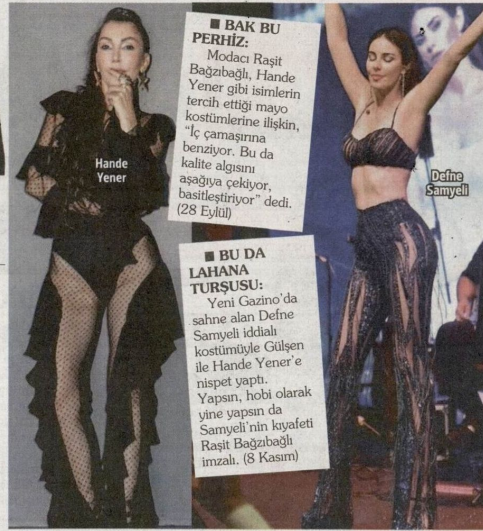 ■ BAK BU
PERHİZ:
Modacı Raşit
Bağzıbağlı, Hande
Yener gibi isimlerin
tercih ettiği mayo
kostümlerine ilişkin,
“İç çamaşırına
benziyor. Bu da
kalite algısını
aşağıya çekiyor,
basitleştiriyor” dedi.
(28 Eylül)
Hande
Yener
Defne
Samyeli
■ BU DA
LAHANA
TURŞUSU:
Yeni Gazino’da
sahne alan Defne
Samyeli iddialı
kostümüyle Gülşen
ile Hande Yener’e
nispet yaptı.
Yapsın, hobi olarak
yine yapsın da
Samyeli’nin kıyafeti
Raşit Bağzıbağlı
imzalı. (8 Kasım)